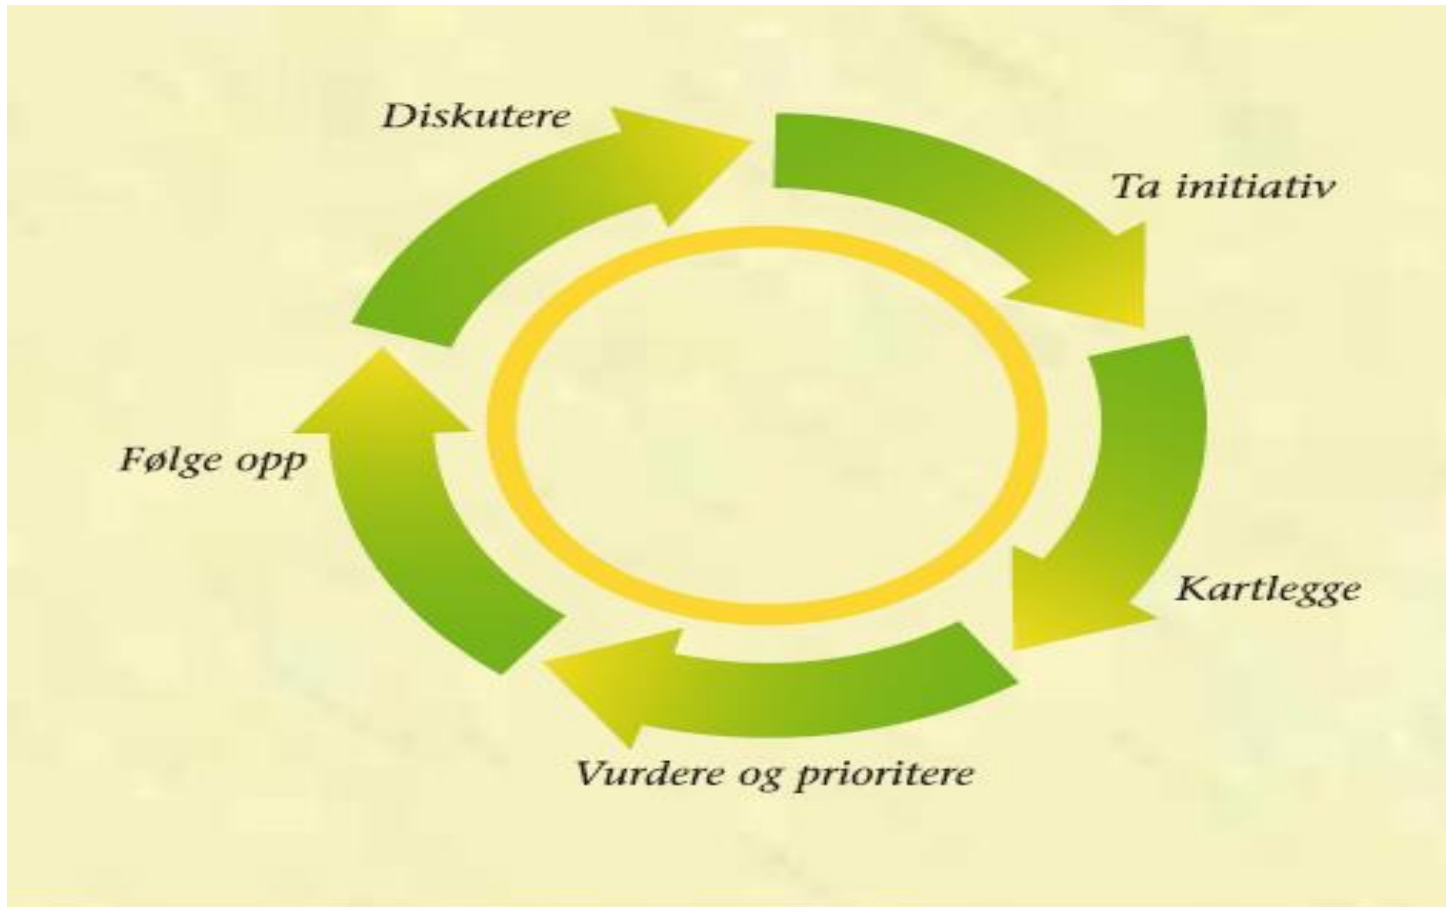 Diskutere
Ta initiativ
Følge opp
Kartlegge
Vurdere og prioritere